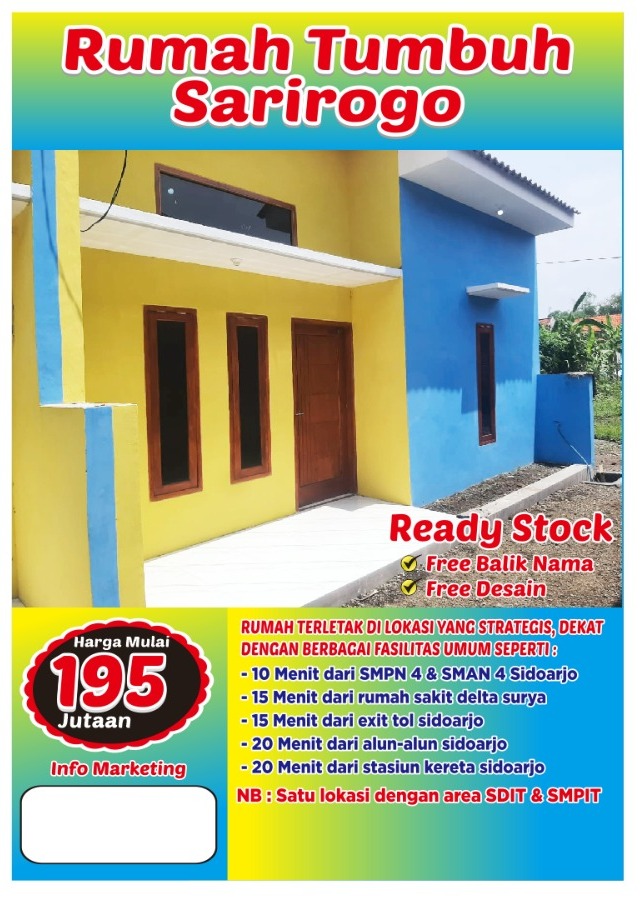 Rumah Tumbuh
Sarirogo
Ready Stock
Free Balik Nama
Free Desain
Harga Mulai
195
Jutaan
Info Marketing
RUMAH TERLETAK DI LOKASI YANG STRATEGIS, DEKAT
DENGAN BERBAGAI FASILITAS UMUM SEPERTI :
- 10 Menit dari SMPN 4 & SMAN 4 Sidoarjo
- 15 Menit dari rumah sakit delta surya
- 15 Menit dari exit tol sidoarjo
- 20 Menit dari alun-alun sidoarjo
- 20 Menit dari stasiun kereta sidoarjo
NB : Satu lokasi dengan area SDIT & SMPIT